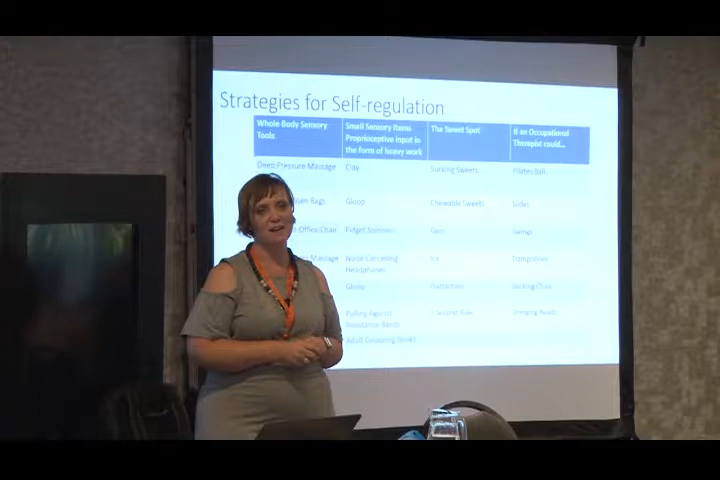 Strategies for Self-regulation
Whole Body Sensory
Tools
Small Sensory Items
Proprioceptive input in
the form of heavy work
The Sweet Spot
If an Occupational
Therapist could...
Deep Pressure Massage
Clay
Sucking Sweets
Pilates Ball
Bags
Gloop
Chewable Sweets
Slides
Office Chair
Fidget Spinners
Gum
Swings
Massage
Noise Cancelling
Headphones
Ice
Trampolines
Gloop
Distraction
Rocking Chair
Pulling Against
Resistance Bands
Adult Colouring Books